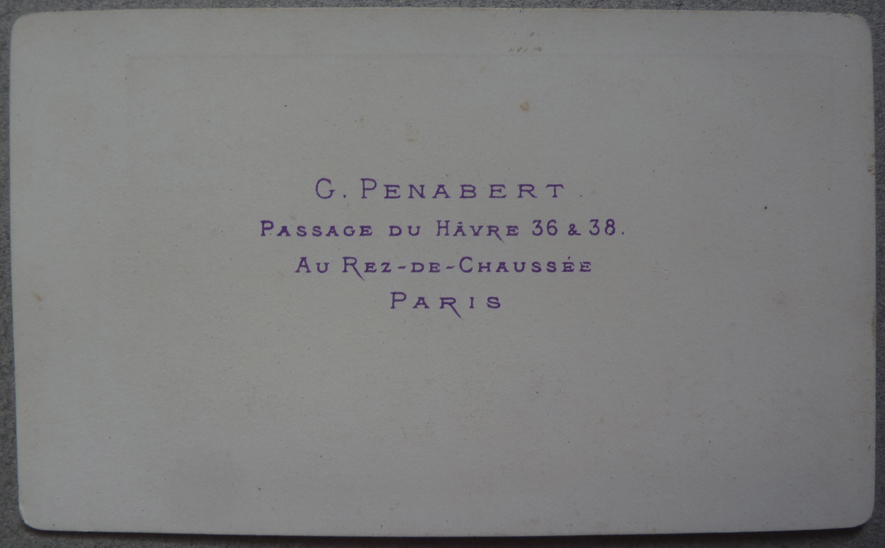 G. PENABERT
PASSAGE DU HÂVRE 36 & 38.
AU REZ-DE-CHAUSSÉE
PARIS